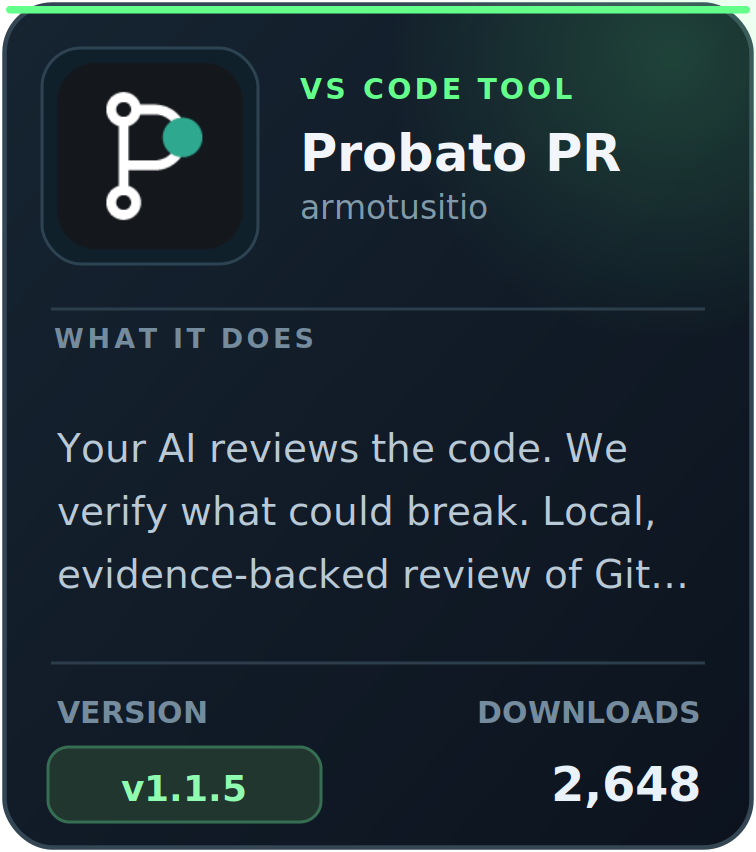 VS CODE TOOL
Probato PR
armotusitio
WHAT IT DOES
Your AI reviews the code. We
verify what could break. Local,
evidence-backed review of Git...
VERSION
DOWNLOADS
v1.1.5
2,648